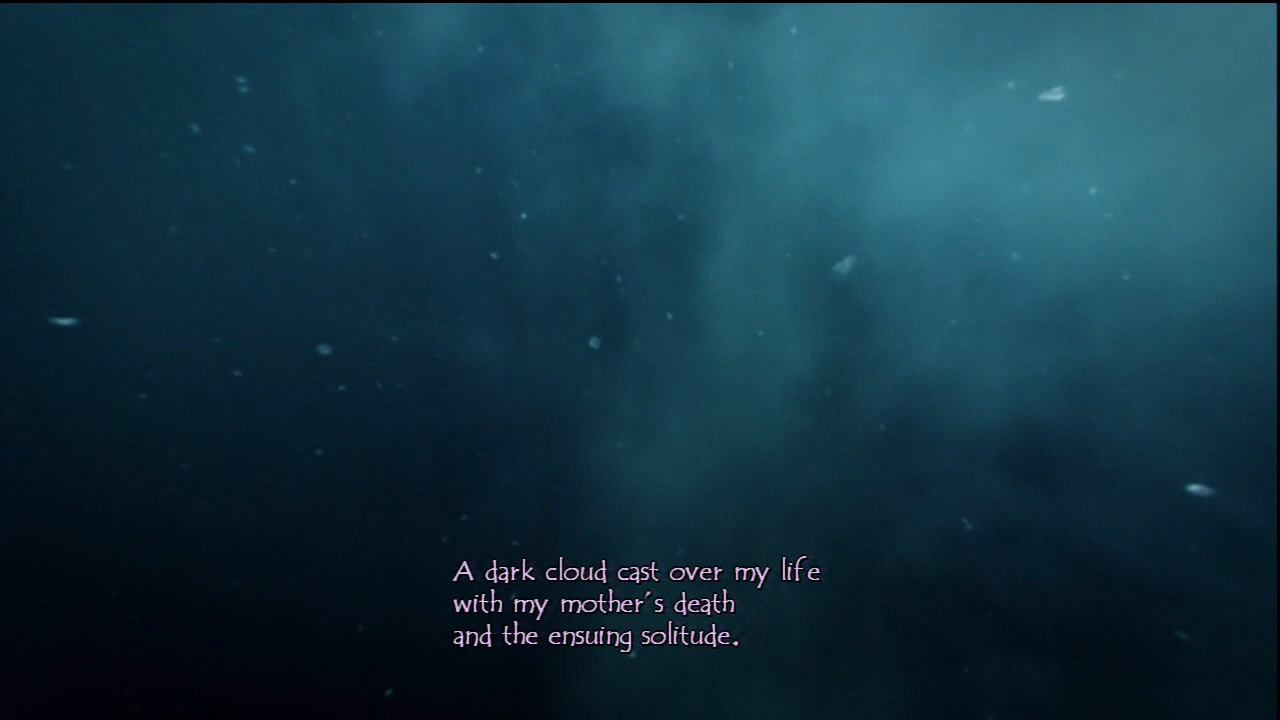 A dark cloud cast over my life
with my mother's death
and the ensuing solitude.